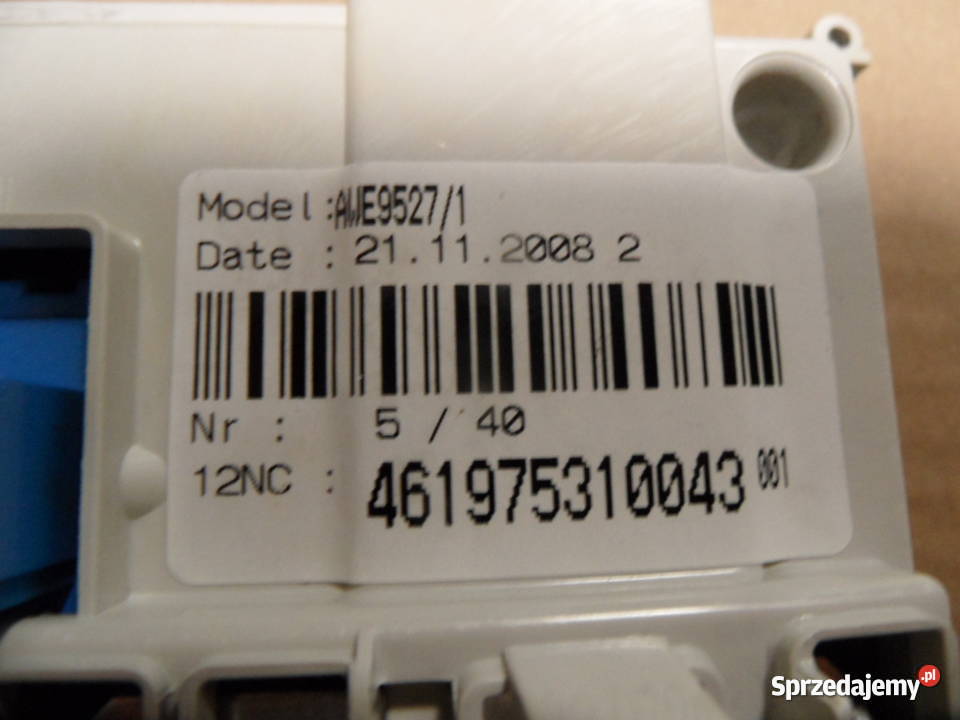 Model :AWE9527/1
Date : 21.11.2008 2
Nr : 5 / 40
12NC : 461975310043 001
Sprzedajemy.pl